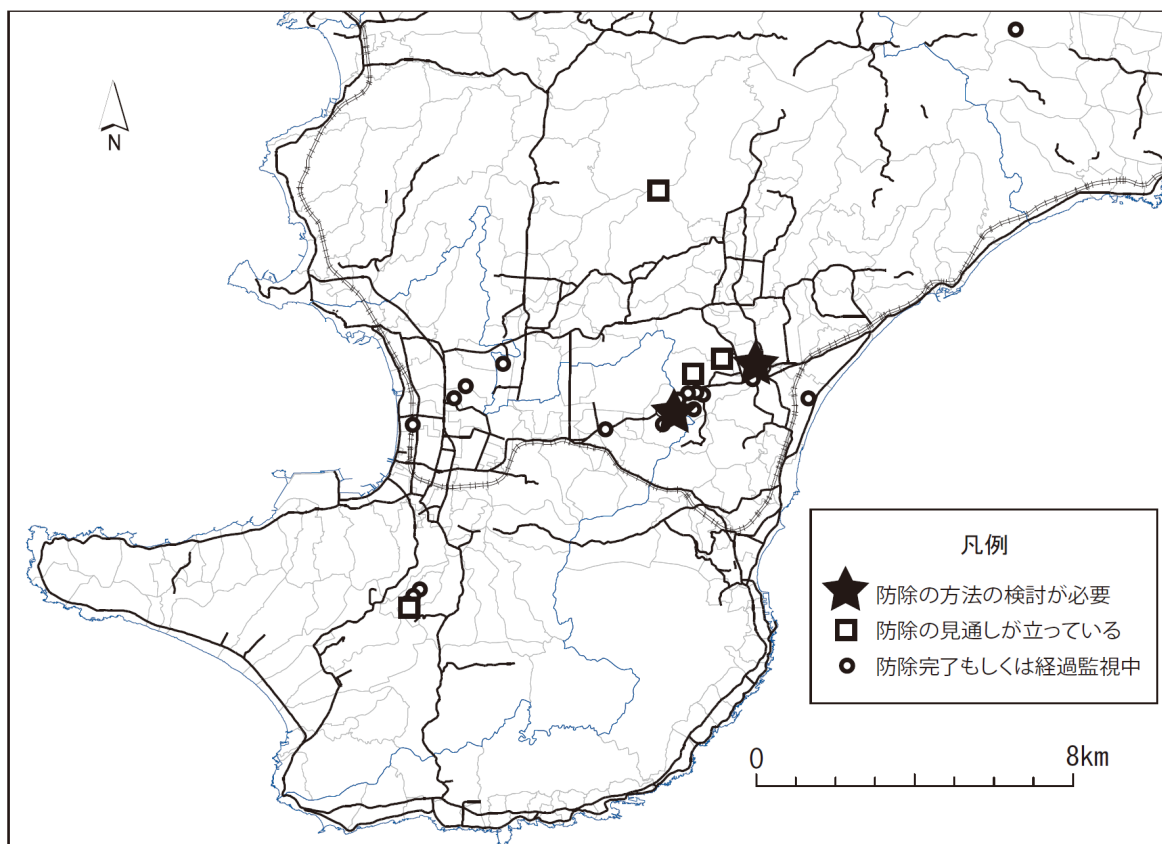 N
凡例
防除の方法の検討が必要
防除の見通しが立っている
防除完了もしくは経過監視中
0 8km